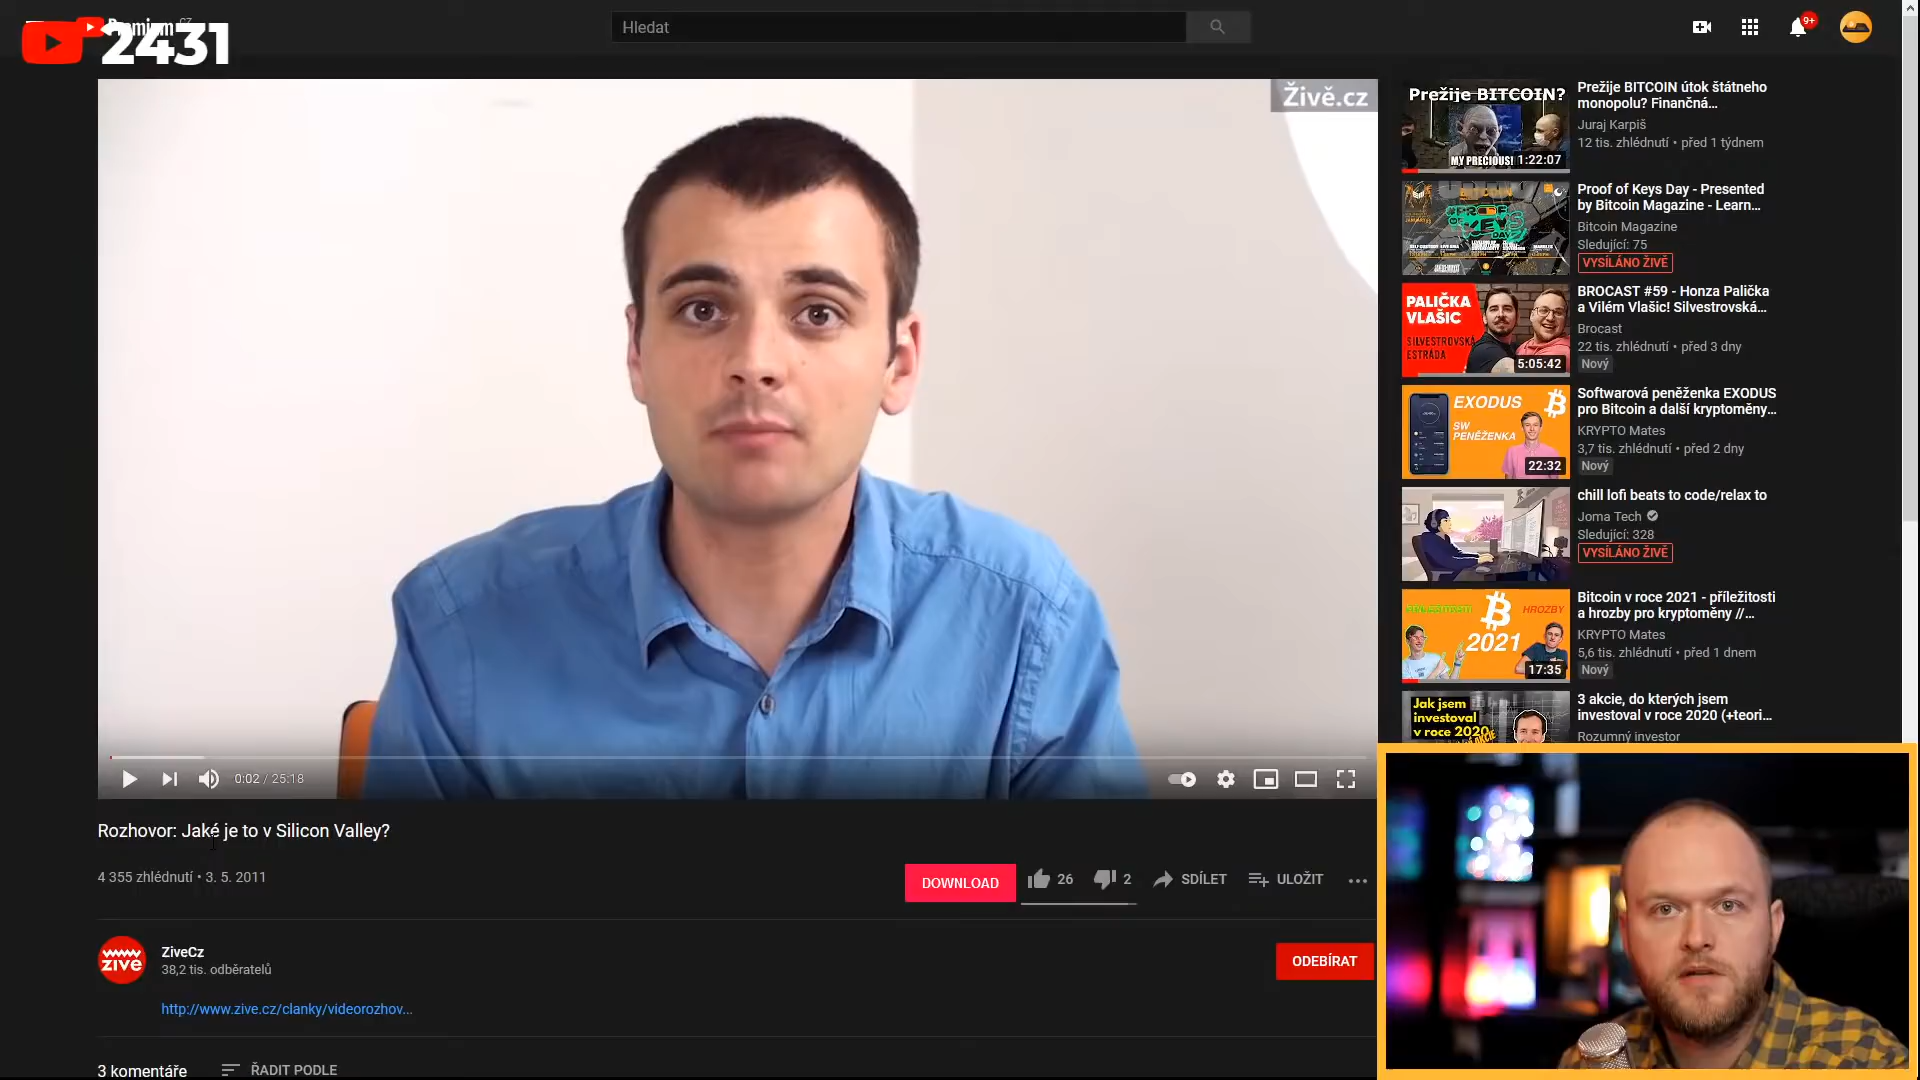 2431
Hledat
9+
Živě.cz
0:02 / 25:18
Rozhovor: Jaké je to v Silicon Valley?
4 355 zhlédnutí • 3. 5. 2011
DOWNLOAD
26
2
SDÍLET
ULOŽIT
zive
ZiveCz
38,2 tis. odběratelů
ODEBÍRAT
http://www.zive.cz/clanky/videorozhov...
3 komentáře
ŘADIT PODLE
Prežije BITCOIN?
MY PRECIOUS!
1:22:07
Prežije BITCOIN útok štátneho
monopolu? Finančná...
Juraj Karpiš
12 tis. zhlédnutí • před 1 týdnem
Proof of Keys Day - Presented
by Bitcoin Magazine - Learn...
Bitcoin Magazine
Sledující: 75
VYSÍLÁNO ŽIVĚ
PALIČKA
VLAŠIC
SILVESTROVSKÁ
ESTRÁDA
5:05:42
BROCAST #59 - Honza Palička
a Vilém Vlašic! Silvestrovská...
Brocast
22 tis. zhlédnutí • před 3 dny
Nový
EXODUS
SW
PENĚŽENKA
22:32
Softwarová peněženka EXODUS
pro Bitcoin a další kryptoměny...
KRYPTO Mates
3,7 tis. zhlédnutí • před 2 dny
Nový
chill lofi beats to code/relax to
Joma Tech
Sledující: 328
VYSÍLÁNO ŽIVĚ
HROZBY
2021
17:35
Bitcoin v roce 2021 - příležitosti
a hrozby pro kryptoměny //...
KRYPTO Mates
5,6 tis. zhlédnutí • před 1 dnem
Nový
Jak jsem
investoval
v roce 2020
3 akcie, do kterých jsem
investoval v roce 2020 (+teori...
Rozumný investor